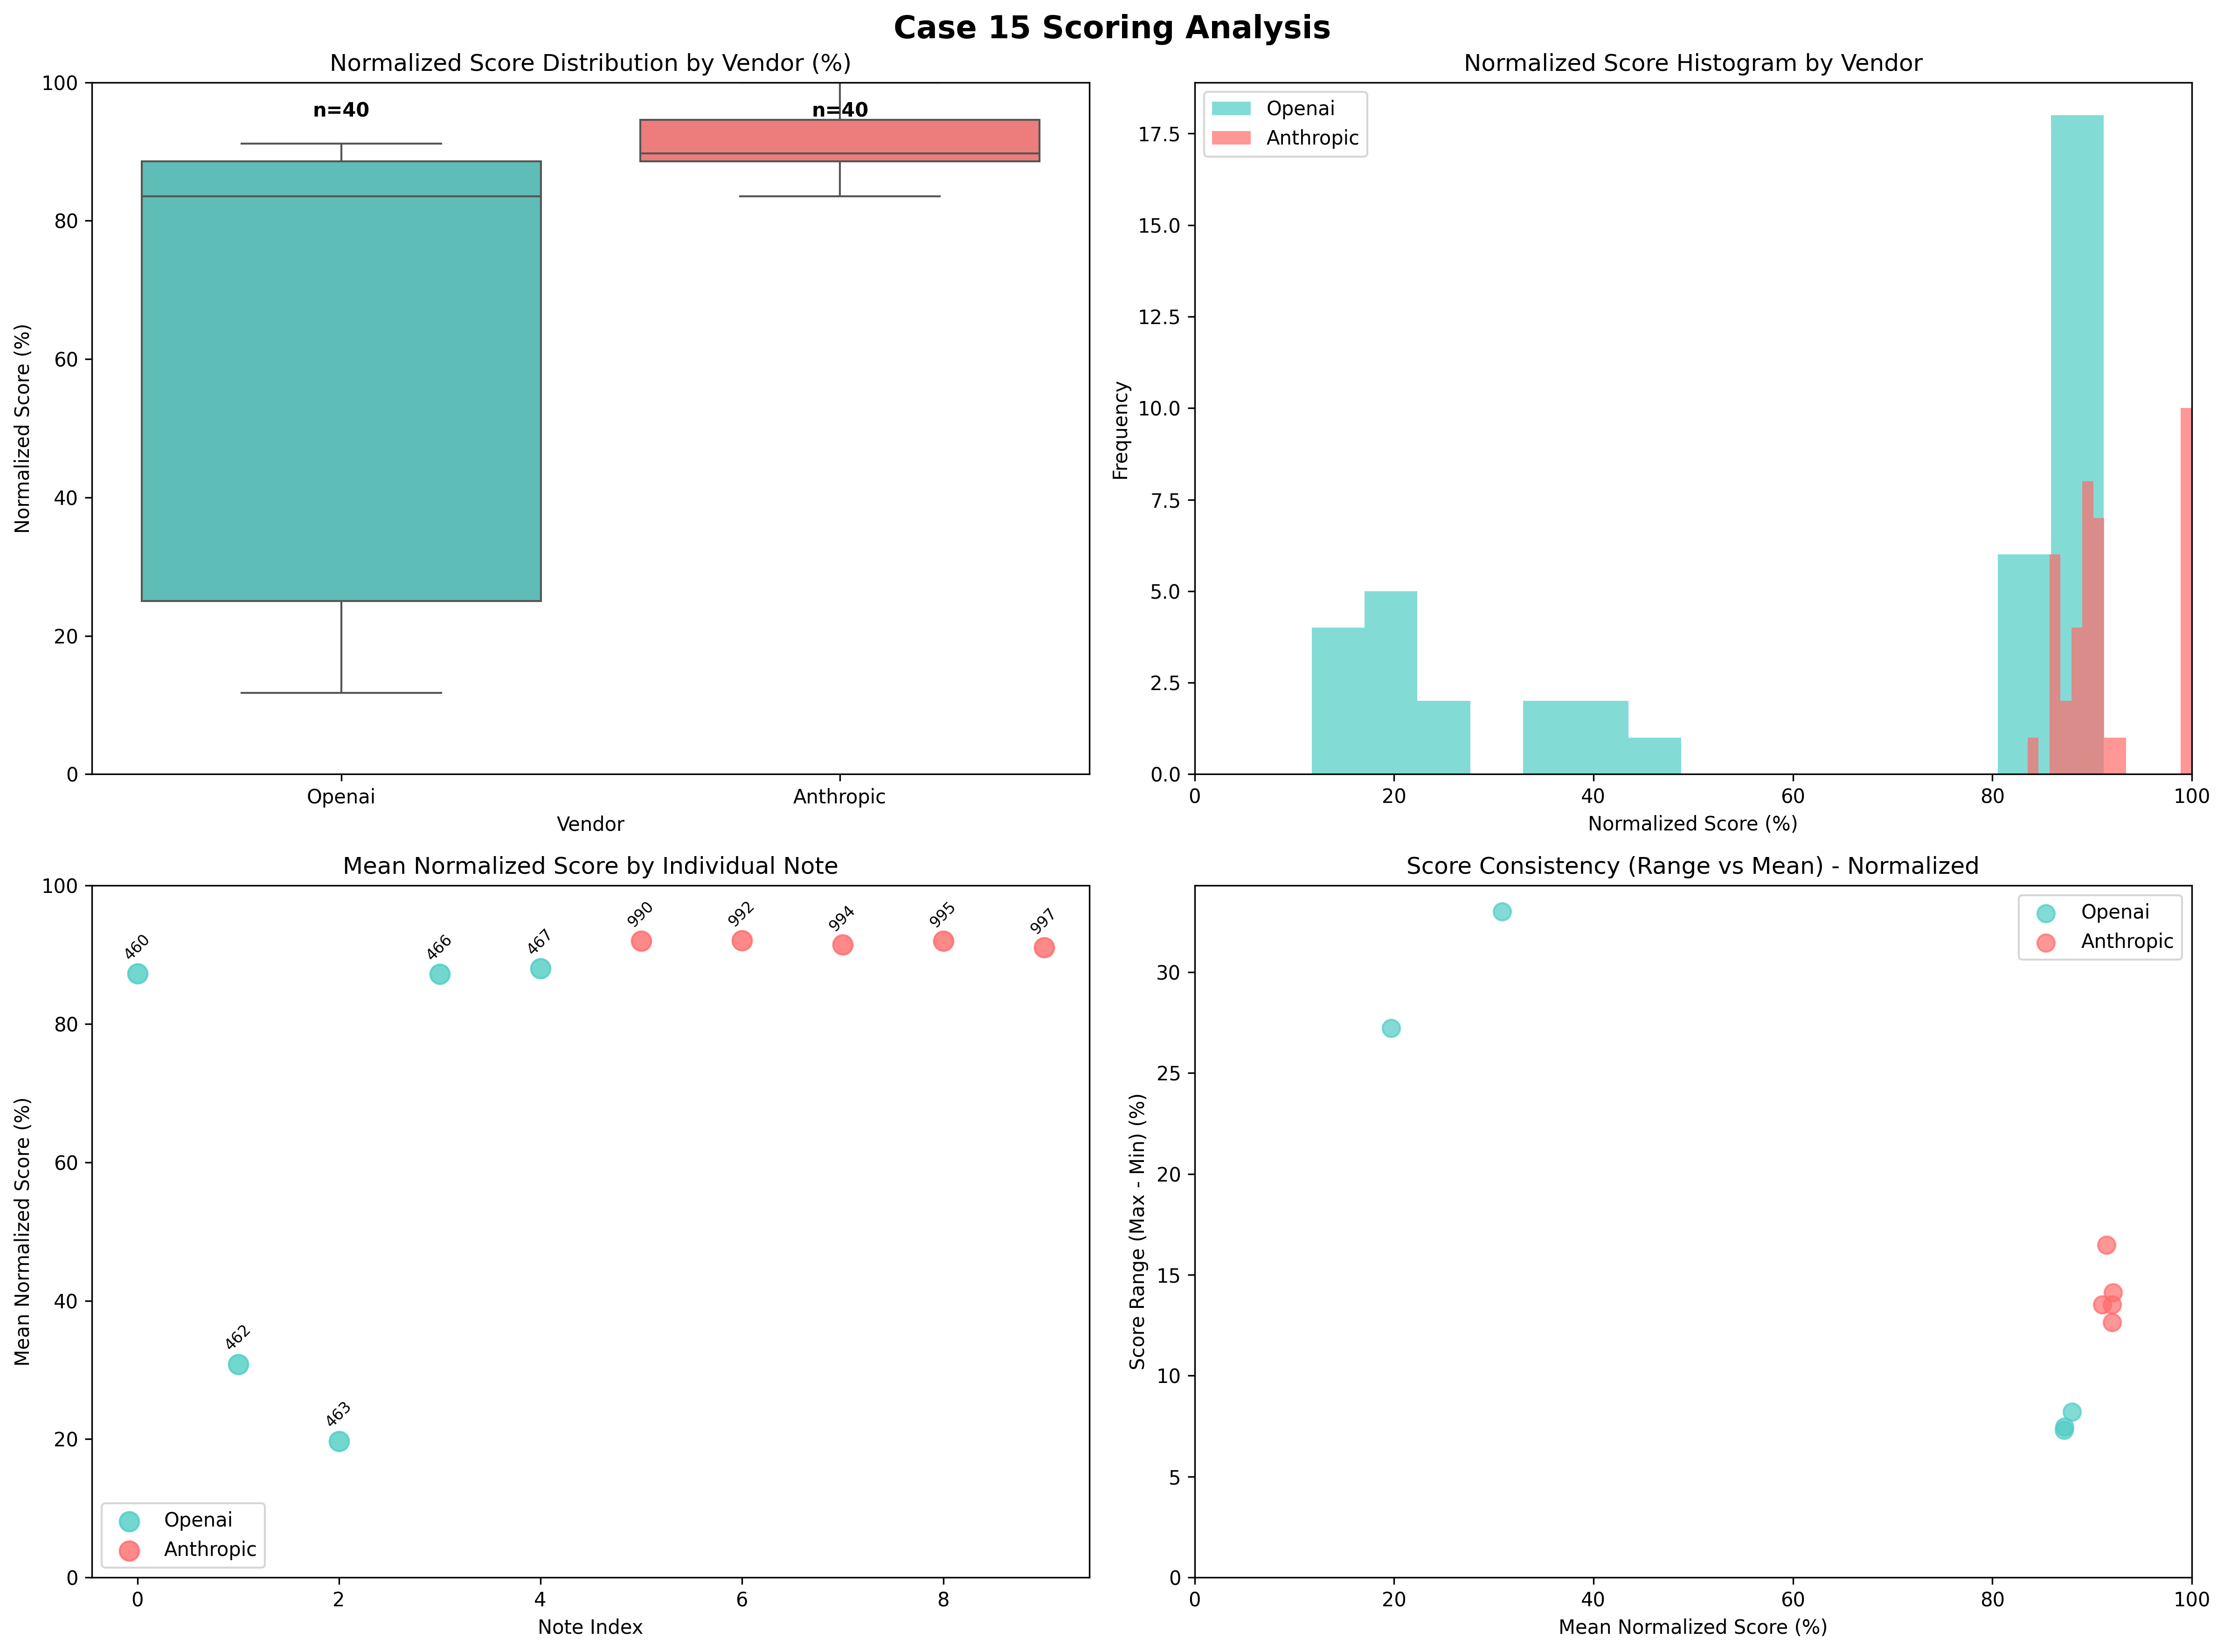 Case 15 Scoring Analysis
Normalized Score Distribution by Vendor (%)
Normalized Score (%)
100
80
60
40
20
0
n=40
n=40
Openai
Anthropic
Vendor
Normalized Score Histogram by Vendor
Openai
Anthropic
Frequency
17.5
15.0
12.5
10.0
7.5
5.0
2.5
0.0
0
20
40
60
80
100
Normalized Score (%)
Mean Normalized Score by Individual Note
Mean Normalized Score (%)
100
80
60
40
20
0
460
462
463
466
467
990
992
994
995
997
Openai
Anthropic
0
2
4
6
8
Note Index
Score Consistency (Range vs Mean) - Normalized
Openai
Anthropic
Score Range (Max - Min) (%)
30
25
20
15
10
5
0
0
20
40
60
80
100
Mean Normalized Score (%)